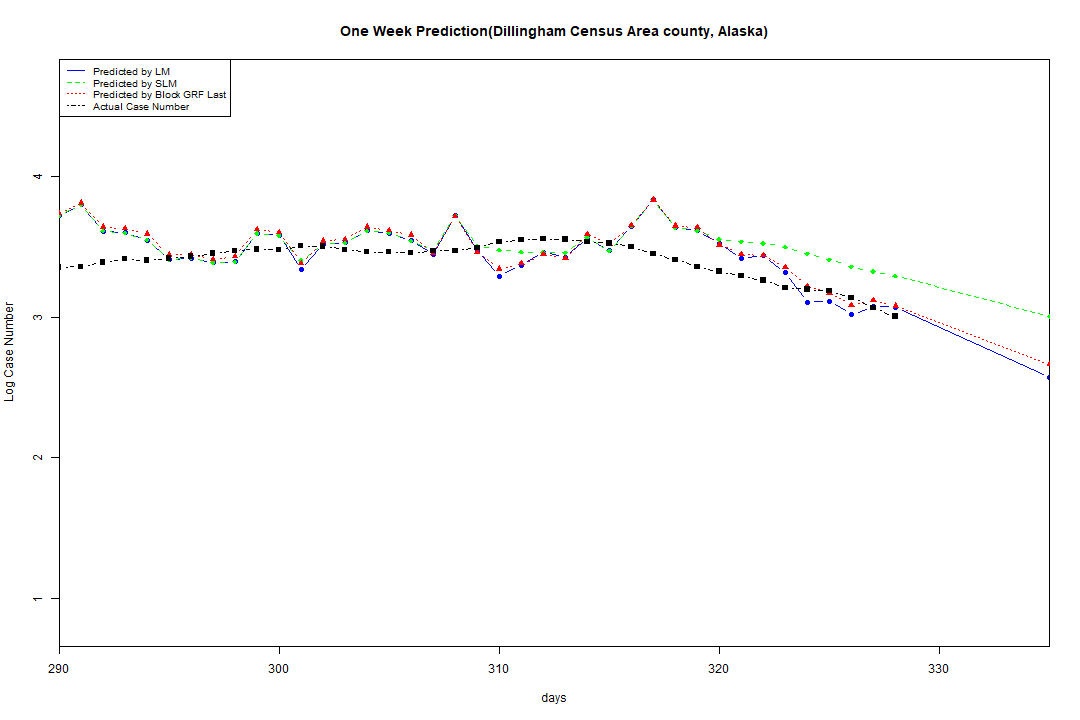 One Week Prediction(Dillingham Census Area county, Alaska)
Predicted by LM
Predicted by SLM
Predicted by Block GRF Last
Actual Case Number
4
3
2
1
Log Case Number
290 300 310 320 330
days